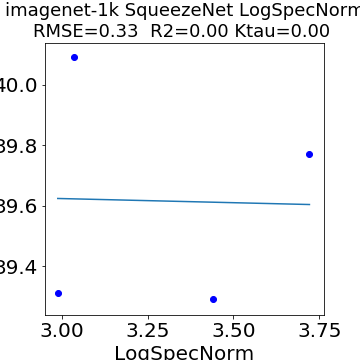 imagenet-1k SqueezeNet LogSpecNorm
RMSE=0.33 R2=0.00 Ktau=0.00
40.0
39.8
39.6
39.4
3.00 3.25 3.50 3.75
LogSpecNorm